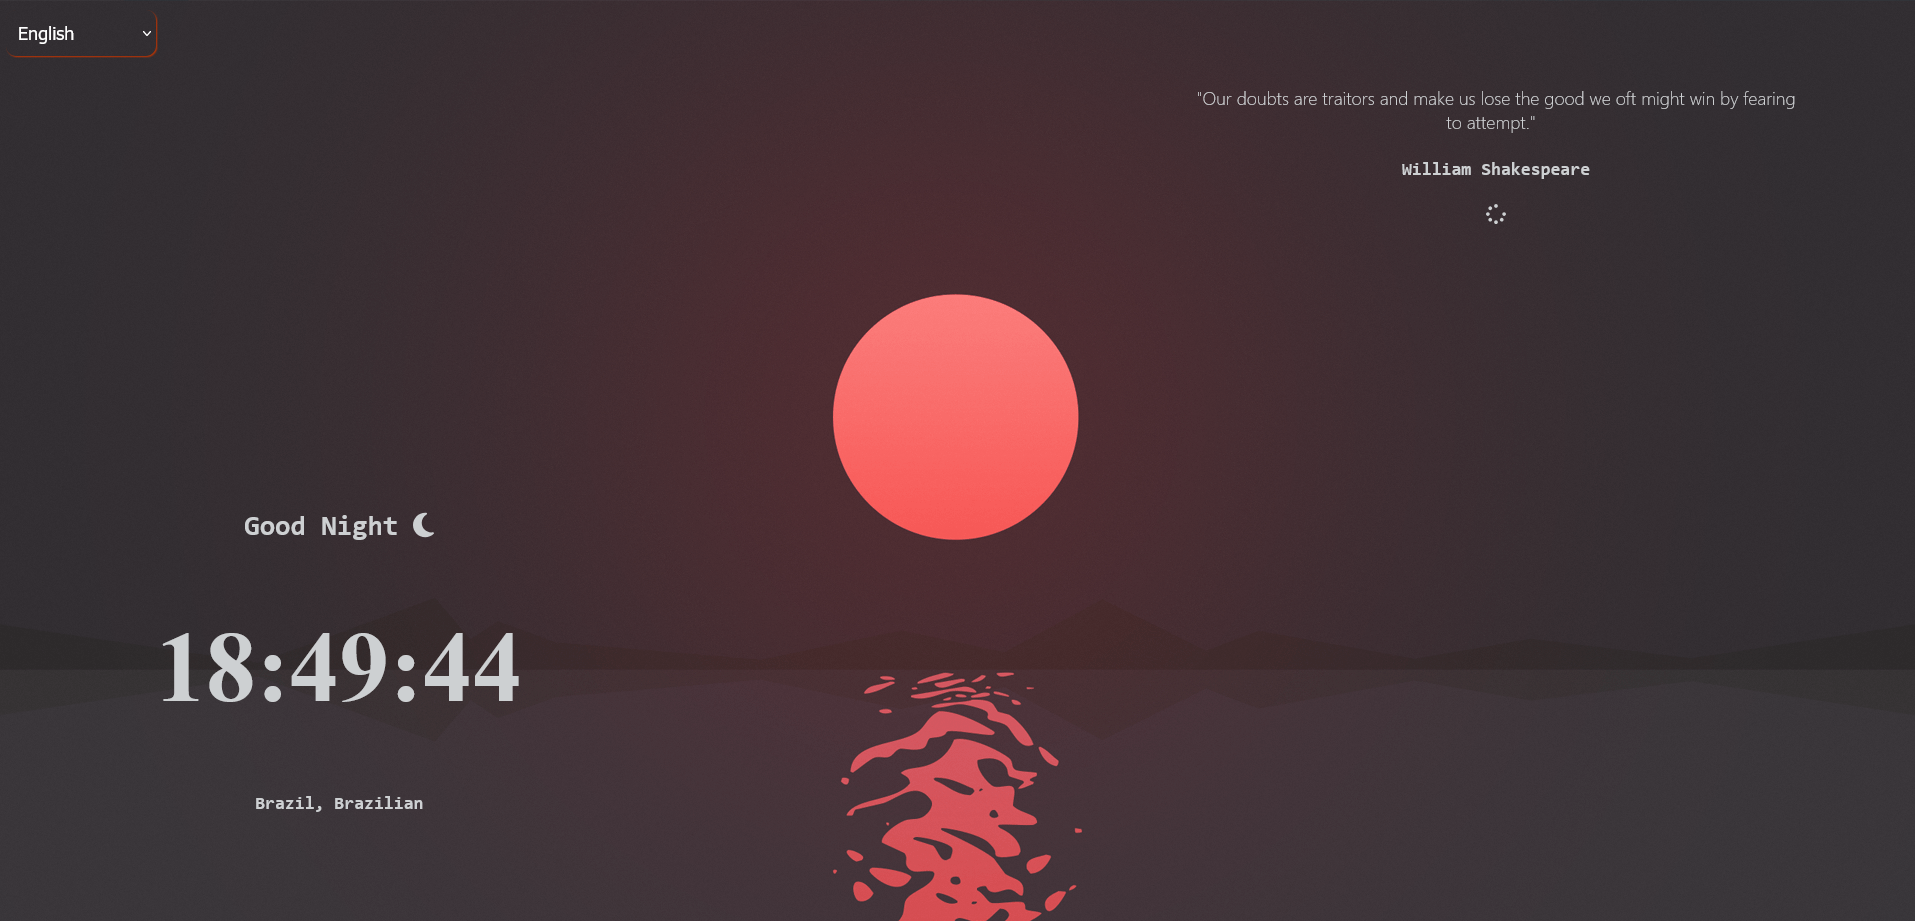 English
"Our doubts are traitors and make us lose the good we oft might win by fearing
to attempt."
William Shakespeare
Good Night
18:49:44
Brazil, Brazilian